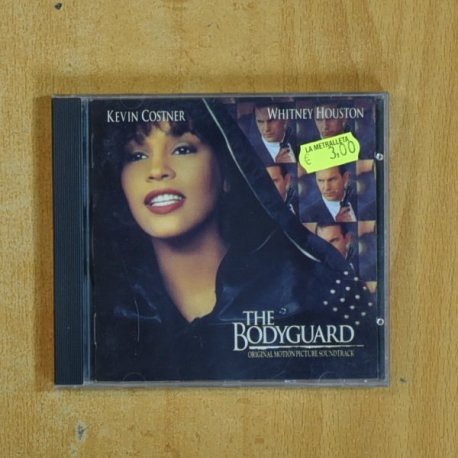 KEVIN COSTNER
WHITNEY HOUSTON
LA METRALLETA
€ 3,00
THE
BODYGUARD
ORIGINAL MOTION PICTURE SOUNDTRACK